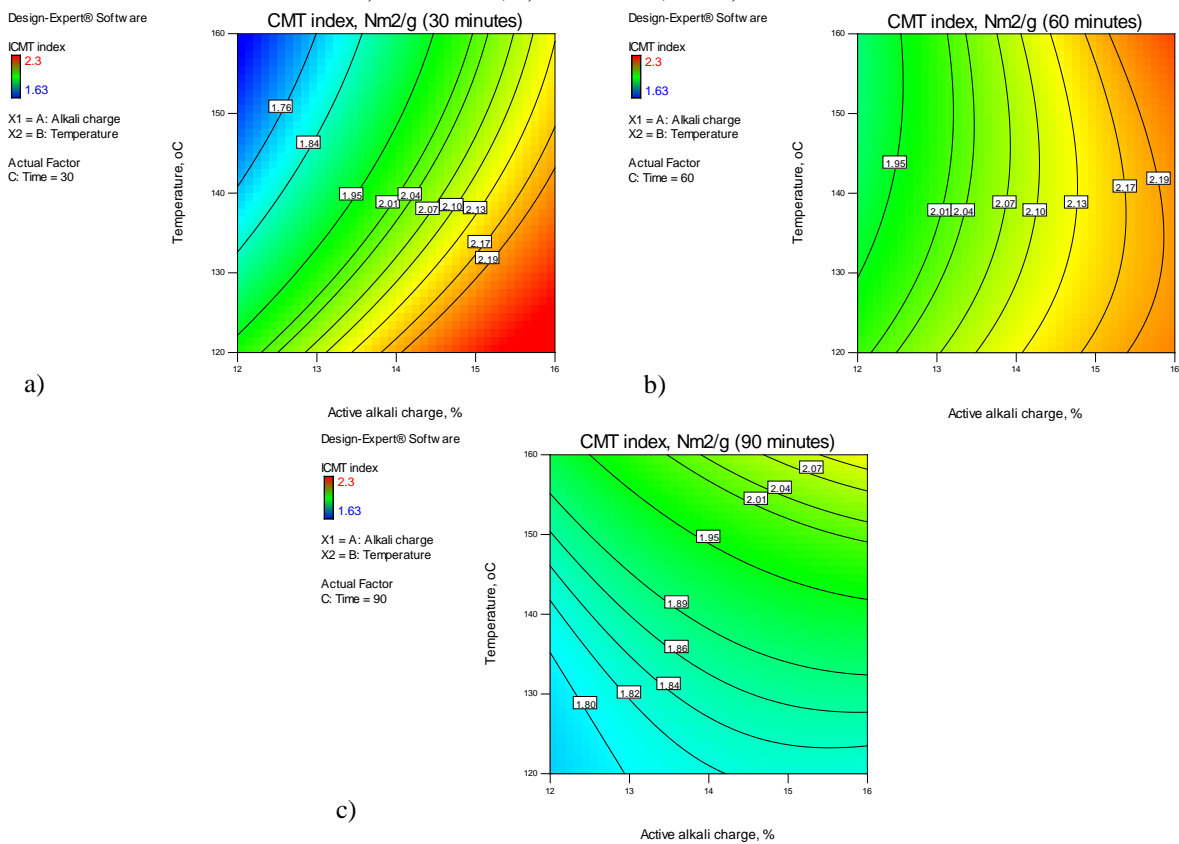 Design-Expert® Software
ICMT index
2.3
1.63
X1 = A: Alkali charge
X2 = B: Temperature
Actual Factor
C: Time = 30
CMT index, Nm2/g (30 minutes)
Temperature, oC
160
150
140
130
120
12 13 14 15 16
1.76
1.84
1.95
2.01
2.04
2.07
2.10
2.13
2.17
2.19
Active alkali charge, %
a)
Design-Expert® Software
ICMT index
2.3
1.63
X1 = A: Alkali charge
X2 = B: Temperature
Actual Factor
C: Time = 60
CMT index, Nm2/g (60 minutes)
Temperature, oC
160
150
140
130
120
12 13 14 15 16
1.95
2.01
2.04
2.07
2.10
2.13
2.17
2.19
Active alkali charge, %
b)
Design-Expert® Software
ICMT index
2.3
1.63
X1 = A: Alkali charge
X2 = B: Temperature
Actual Factor
C: Time = 90
CMT index, Nm2/g (90 minutes)
Temperature, oC
160
150
140
130
120
12 13 14 15 16
2.07
2.04
2.01
1.95
1.89
1.86
1.84
1.82
1.80
Active alkali charge, %
c)